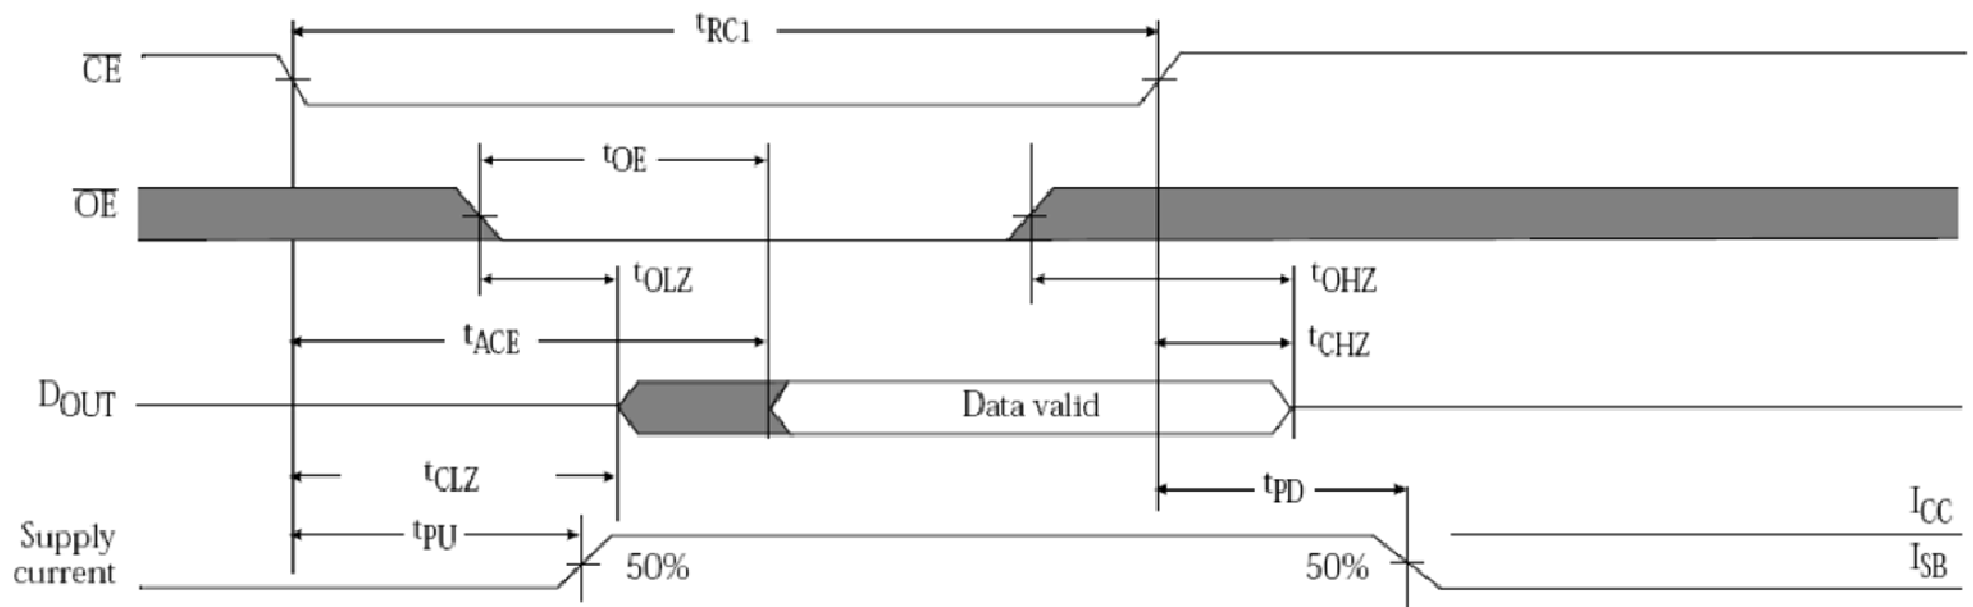 tRC1
CE
tOE
OE
tOLZ
tOHZ
tACE
tCHZ
DOUT
Data valid
tCLZ
tPD
ICC
Supply
current
tPU
50%
50%
ISB